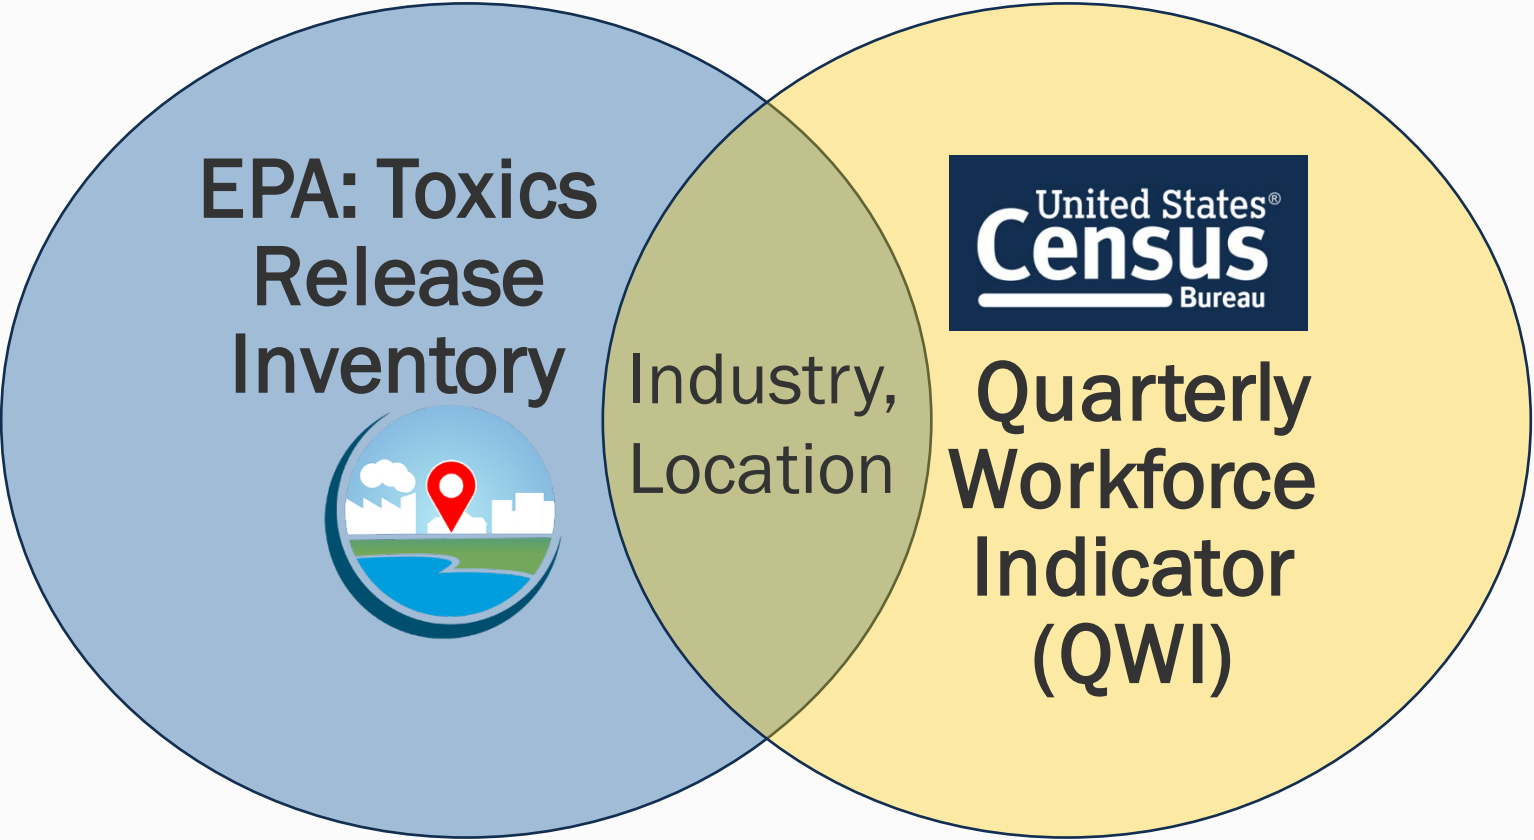 EPA: Toxics
Release
Inventory
Industry,
Location
United States®
Census
Bureau
Quarterly
Workforce
Indicator
(QWI)